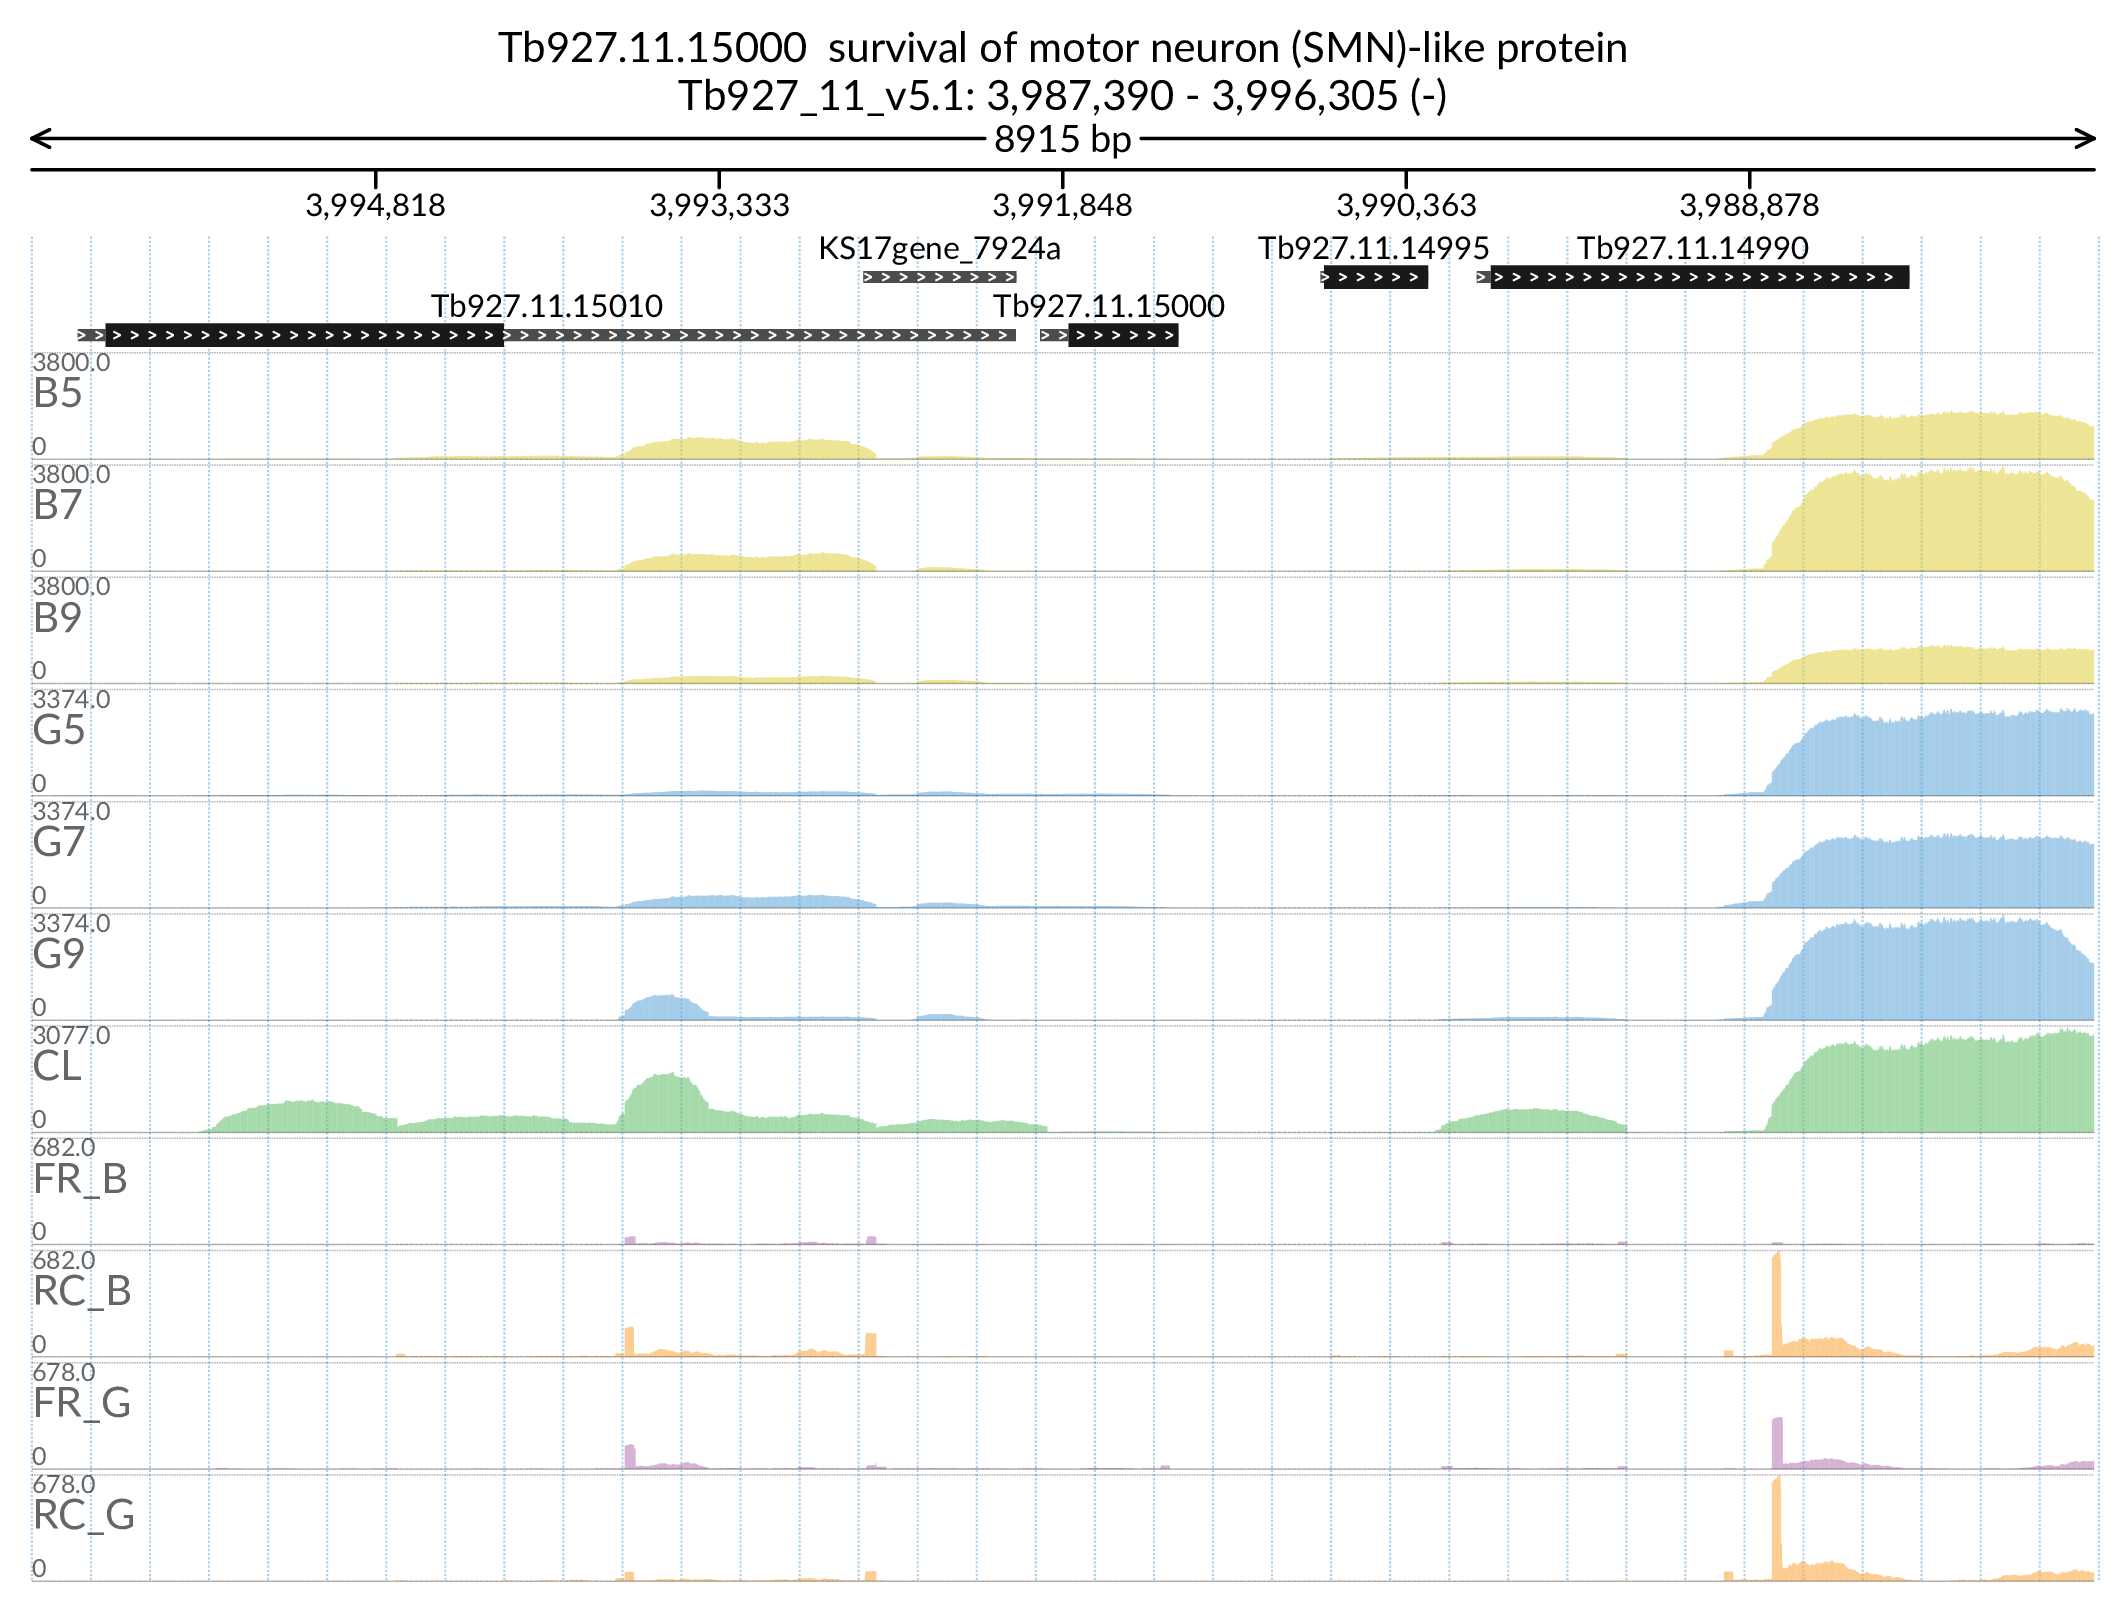 Tb927.11.15000  survival of motor neuron (SMN)-like protein
Tb927_11_v5.1: 3,987,390 - 3,996,305 (-)
8915 bp
3,994,818 3,993,333 3,991,848 3,990,363 3,988,878
KS17gene_7924a Tb927.11.14995 Tb927.11.14990
Tb927.11.15010 Tb927.11.15000
3800.0
B5
0
3800.0
B7
0
3800.0
B9
0
3374.0
G5
0
3374.0
G7
0
3374.0
G9
0
3077.0
CL
0
682.0
FR_B
0
682.0
RC_B
0
678.0
FR_G
0
678.0
RC_G
0